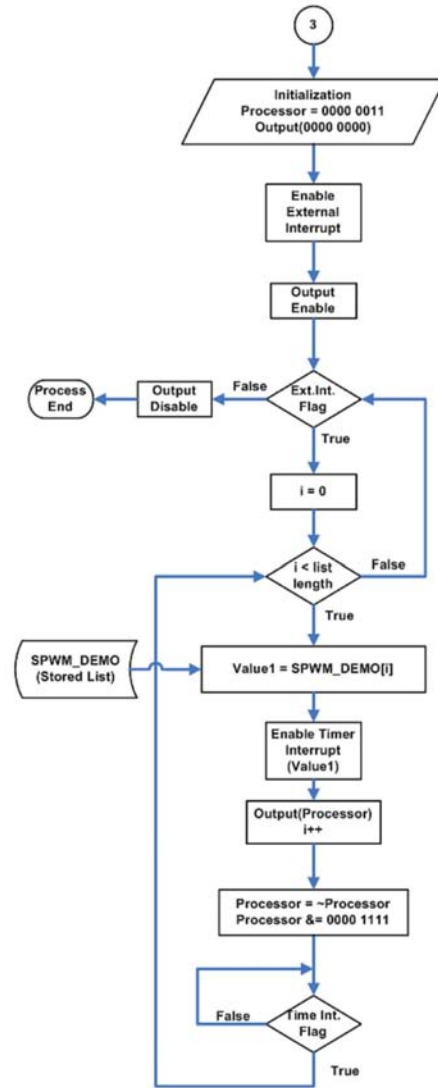 3
Initialization
Processor = 0000 0011
Output(0000 0000)
Enable
External
Interrupt
Output
Enable
Ext.Int.
Flag
False
Output
Disable
Process
End
True
i = 0
i < list
length
False
True
SPWM_DEMO
(Stored List)
Value1 = SPWM_DEMO[i]
Enable Timer
Interrupt
(Value1)
Output(Processor)
i++
Processor = ~Processor
Processor &= 0000 1111
Time Int.
Flag
False
True